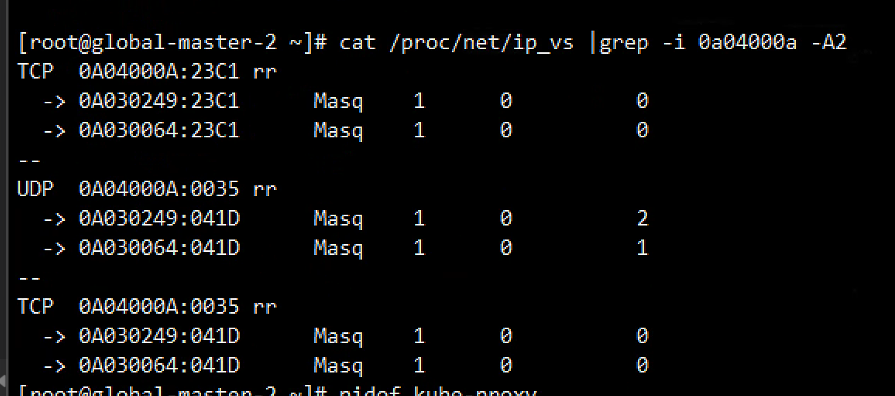 [root@global-master-2 ~]# cat /proc/net/ip_vs |grep -i 0a04000a -A2
TCP  0A04000A:23C1 rr
  -> 0A030249:23C1      Masq    1      0          0
  -> 0A030064:23C1      Masq    1      0          0
--
UDP  0A04000A:0035 rr
  -> 0A030249:041D      Masq    1      0          2
  -> 0A030064:041D      Masq    1      0          1
--
TCP  0A04000A:0035 rr
  -> 0A030249:041D      Masq    1      0          0
  -> 0A030064:041D      Masq    1      0          0
[root@global-master-2 ~]# pidof kube-proxy